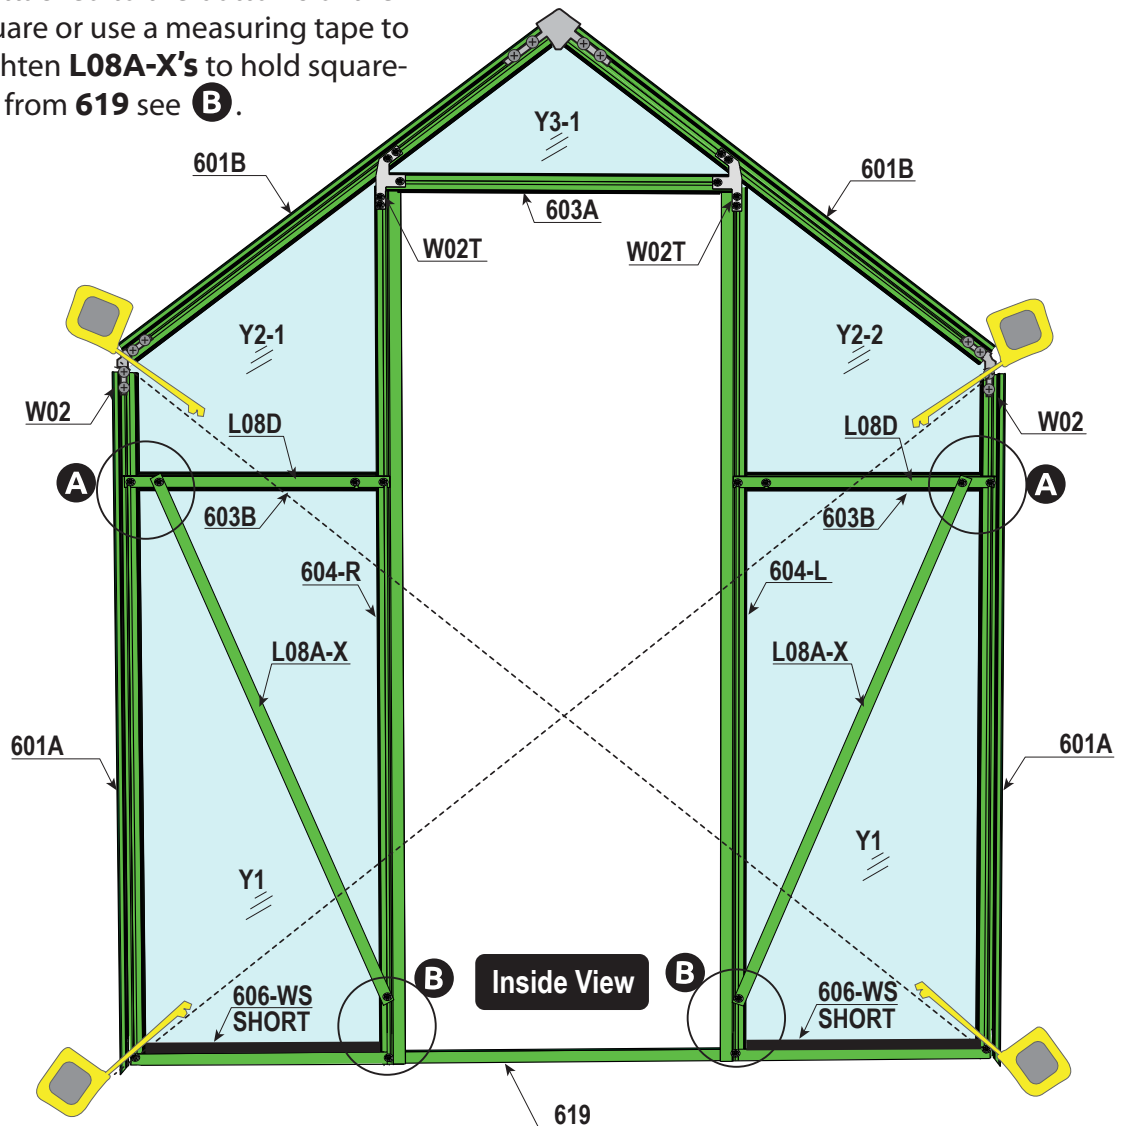 uare or use a measuring tape to
hten L08A-X's to hold square-
from 619 see B.
Y3-1
601B
601B
603A
W02T
W02T
Y2-1
Y2-2
W02
W02
L08D
L08D
A
A
603B
603B
604-R
604-L
L08A-X
L08A-X
601A
601A
Y1
Y1
B
Inside View
B
606-WS
SHORT
606-WS
SHORT
619